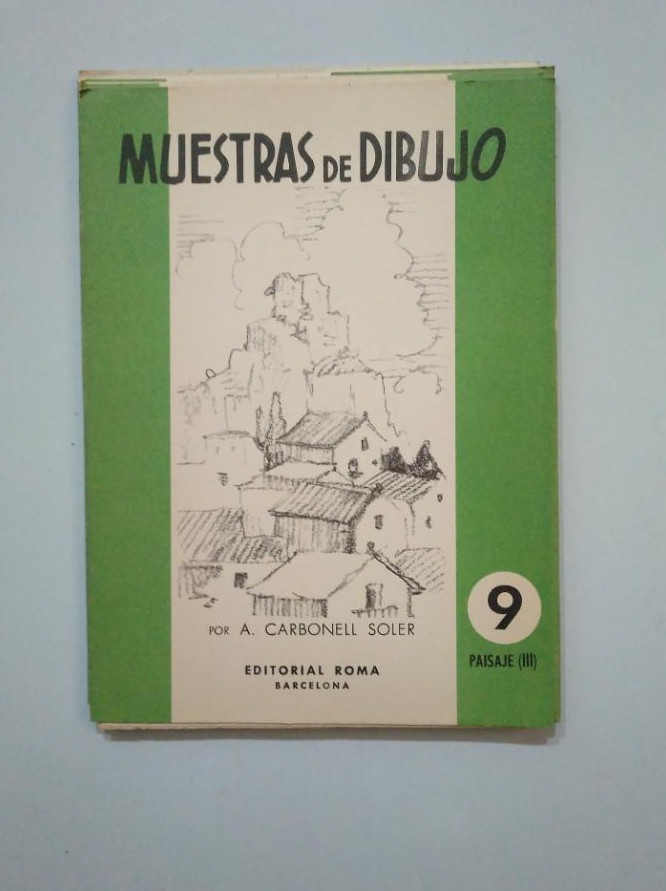 MUESTRAS DE DIBUJO
POR A. CARBONELL SOLER
EDITORIAL ROMA
BARCELONA
9
PAISAJE (III)